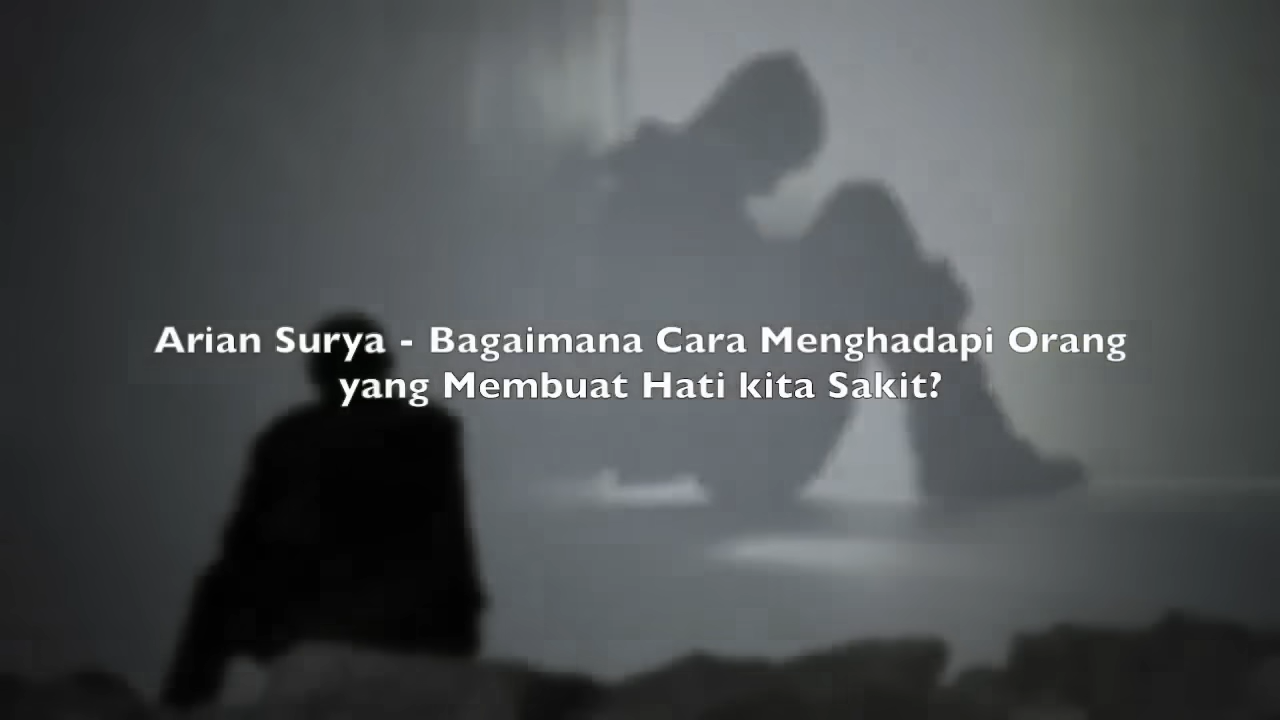 Arian Surya - Bagaimana Cara Menghadapi Orang
yang Membuat Hati kita Sakit?